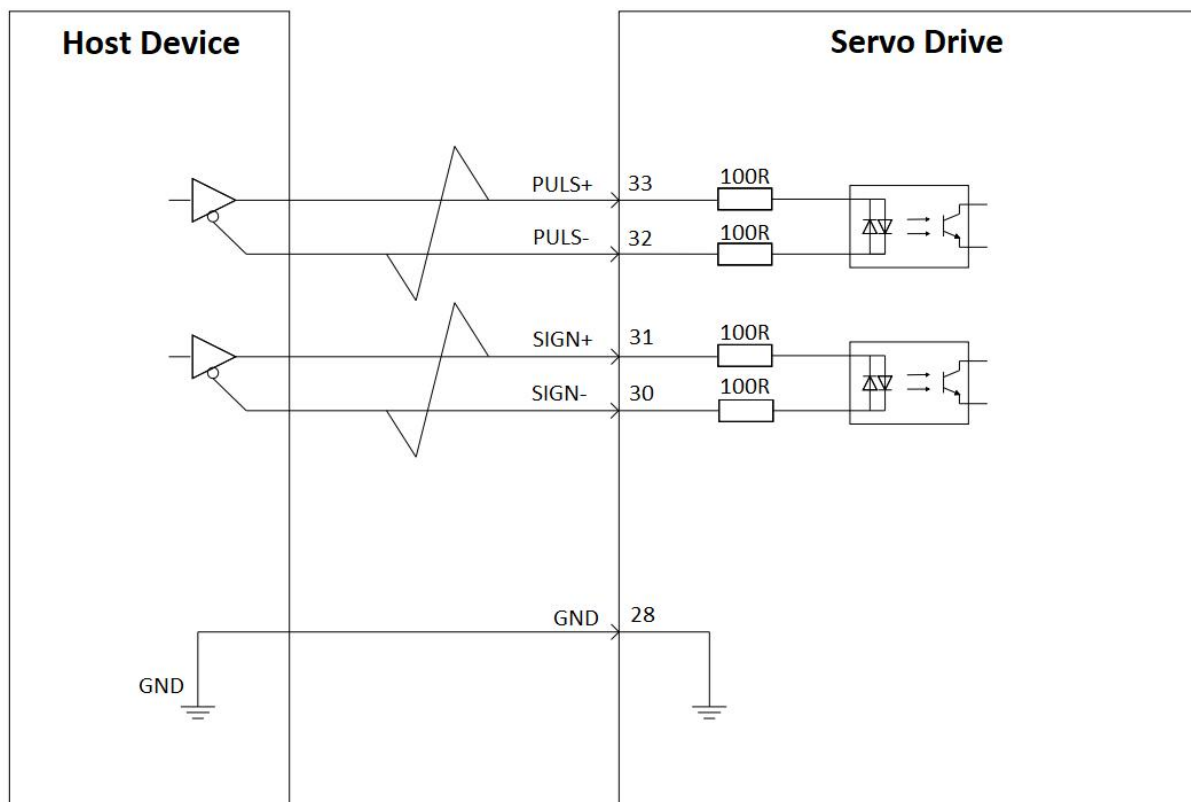 Host Device
Servo Drive
PULS+ 33 100R
PULS- 32 100R
SIGN+ 31 100R
SIGN- 30 100R
GND 28
GND